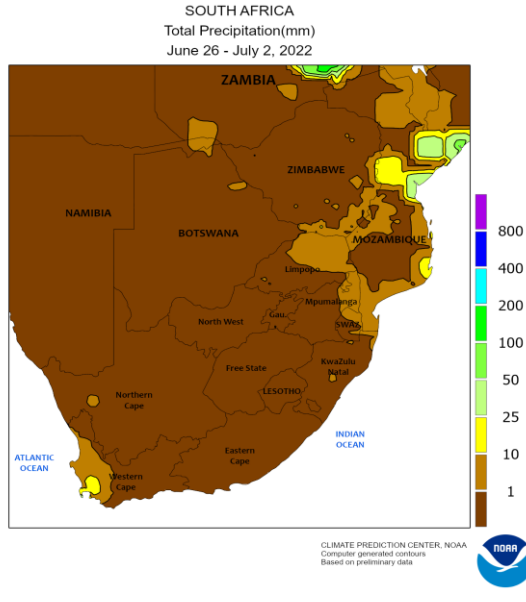 SOUTH AFRICA
Total Precipitation(mm)
June 26 - July 2, 2022
ZAMBIA
ZIMBABWE
NAMIBIA
BOTSWANA
MOZAMBIQUE
Limpopo
Mpumalanga
North West
Gau.
SWAZ.
Free State
KwaZulu
Natal
LESOTHO
Northern
Cape
Eastern
Cape
Western
Cape
ATLANTIC
OCEAN
INDIAN
OCEAN
800
400
200
100
50
25
10
1
CLIMATE PREDICTION CENTER, NOAA
Computer generated contours
Based on preliminary data
NOAA